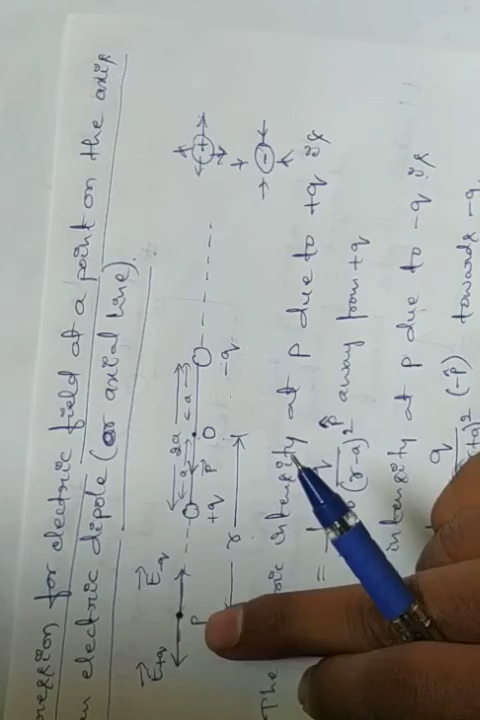 for electric field at a point on the axis
an electric dipole (or axial line).
E+q E-q
2a
a a
P +q p O -q
r
+ -
The intensity at P due to +q is
= q/(r-a)² p̂ away from +q
intensity at P due to -q is
q (-p̂) towards -q